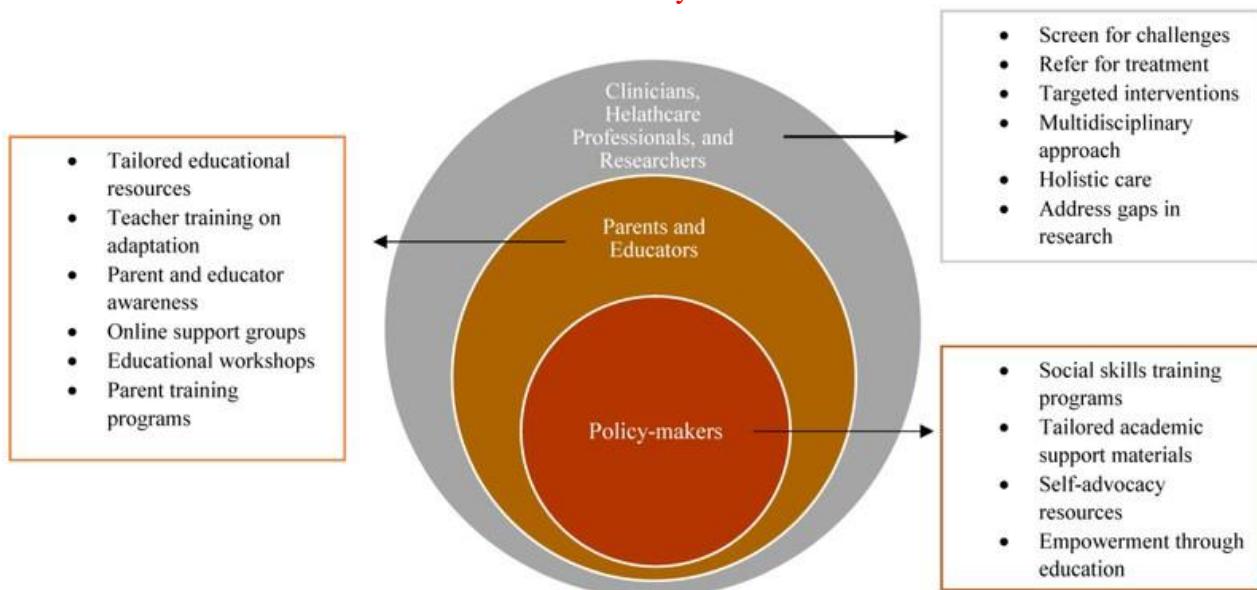 Clinicians,
Helathcare
Professionals, and
Researchers
Parents and
Educators
Policy-makers
• Tailored educational
resources
• Teacher training on
adaptation
• Parent and educator
awareness
• Online support groups
• Educational workshops
• Parent training
programs
• Screen for challenges
• Refer for treatment
• Targeted interventions
• Multidisciplinary
approach
• Holistic care
• Address gaps in
research
• Social skills training
programs
• Tailored academic
support materials
• Self-advocacy
resources
• Empowerment through
education